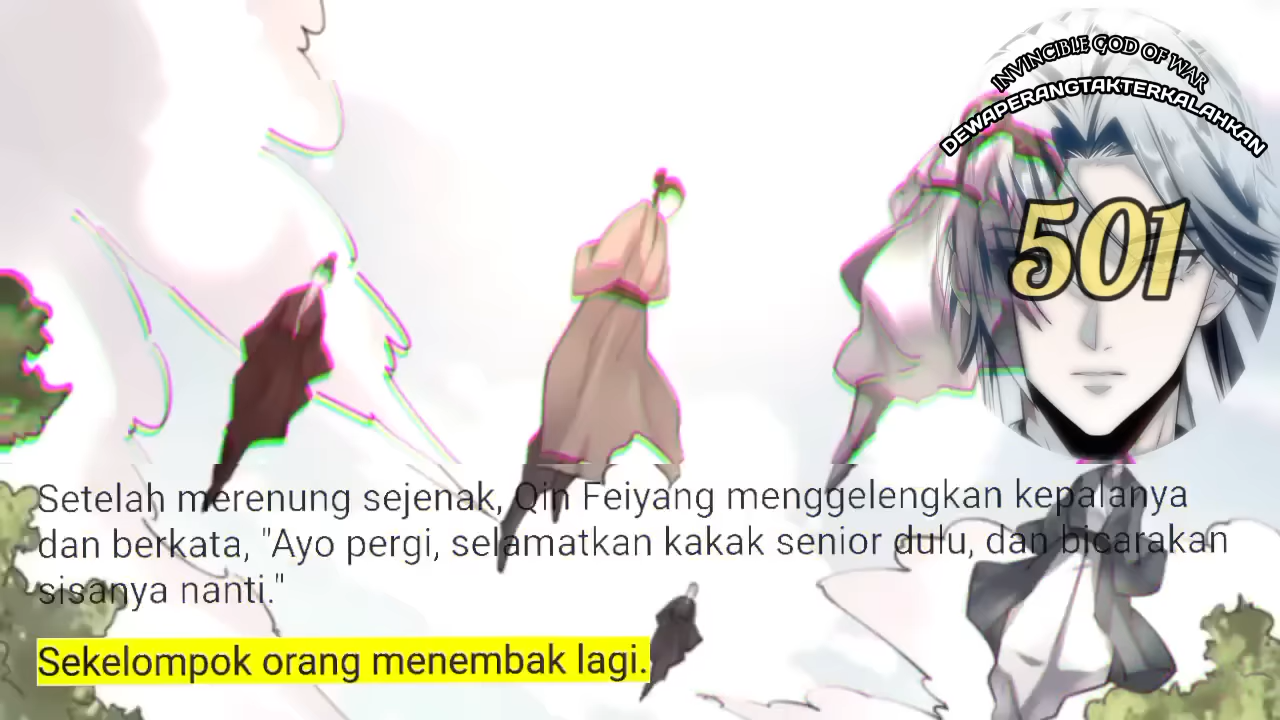 INVINCIBLE GOD OF WAR
DEWAPERANGTAKTERKALAHKAN
501
Setelah merenung sejenak, Qin Feiyang menggelengkan kepalanya
dan berkata, "Ayo pergi, selamatkan kakak senior dulu, dan bicarakan
sisanya nanti."
Sekelompok orang menembak lagi.